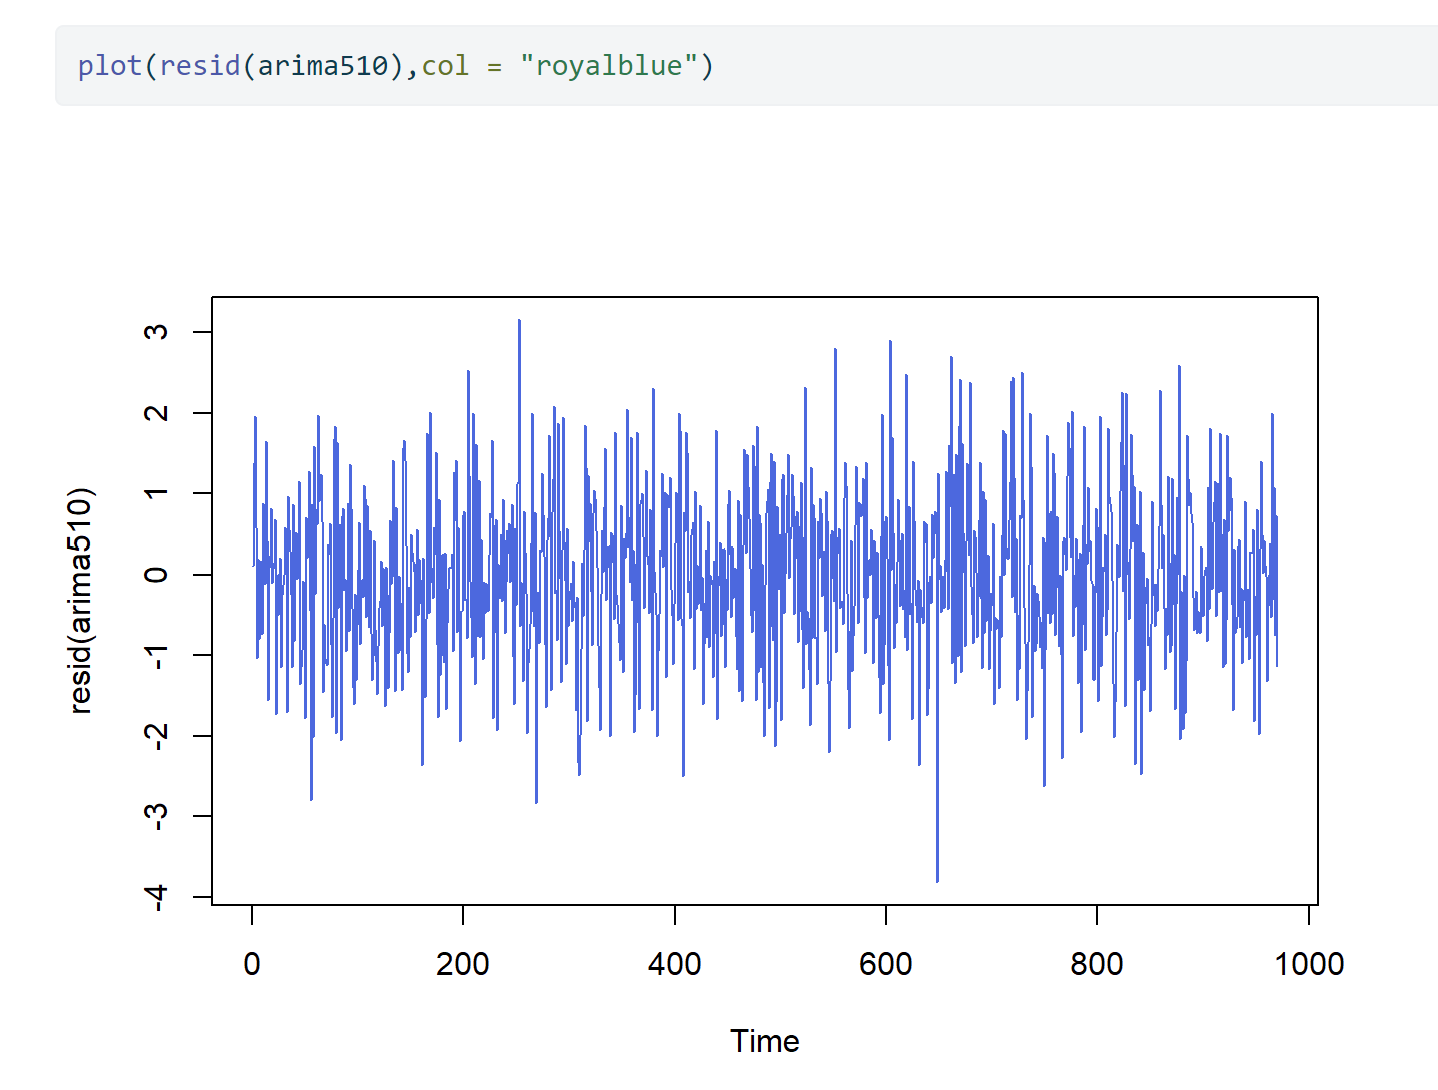 plot(resid(arima510),col = "royalblue")
resid(arima510)
3
2
1
0
-1
-2
-3
-4
0 200 400 600 800 1000
Time